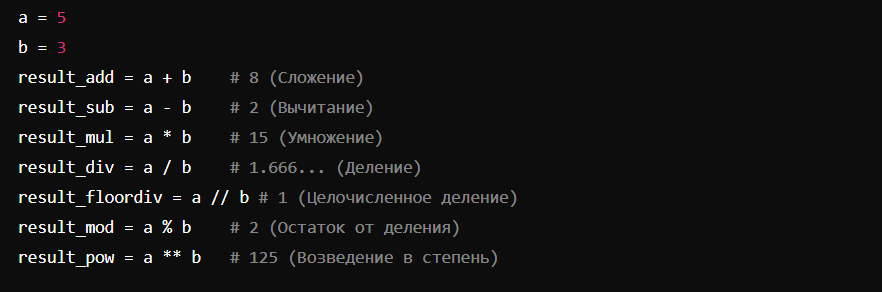 a = 5
b = 3
result_add = a + b    # 8 (Сложение)
result_sub = a - b    # 2 (Вычитание)
result_mul = a * b    # 15 (Умножение)
result_div = a / b    # 1.666... (Деление)
result_floordiv = a // b # 1 (Целочисленное деление)
result_mod = a % b    # 2 (Остаток от деления)
result_pow = a ** b   # 125 (Возведение в степень)